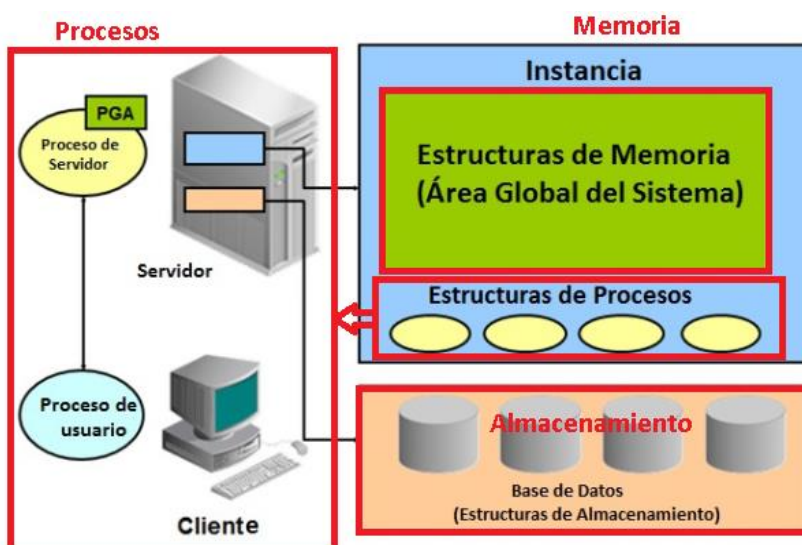 Procesos
PGA
Proceso de
Servidor
Servidor
Proceso de
usuario
Cliente
Memoria
Instancia
Estructuras de Memoria
(Área Global del Sistema)
Estructuras de Procesos
Almacenamiento
Base de Datos
(Estructuras de Almacenamiento)